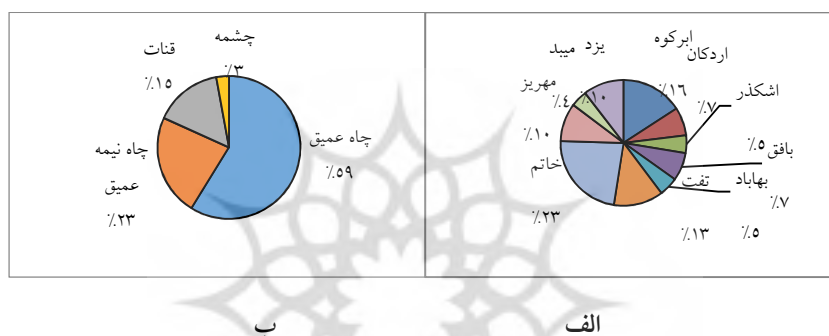 ابرکوه
٪۱۶
اردکان
٪۷
اشکذر
٪۵
بافق
٪۷
بهاباد
٪۵
تفت
٪۱۳
خاتم
٪۲۳
مهریز
٪۱۰
میبد
٪۴
یزد
٪۱۰
الف
چشمه
٪۳
قنات
٪۱۵
چاه نیمه
عمیق
٪۲۳
چاه عمیق
٪۵۹
ب